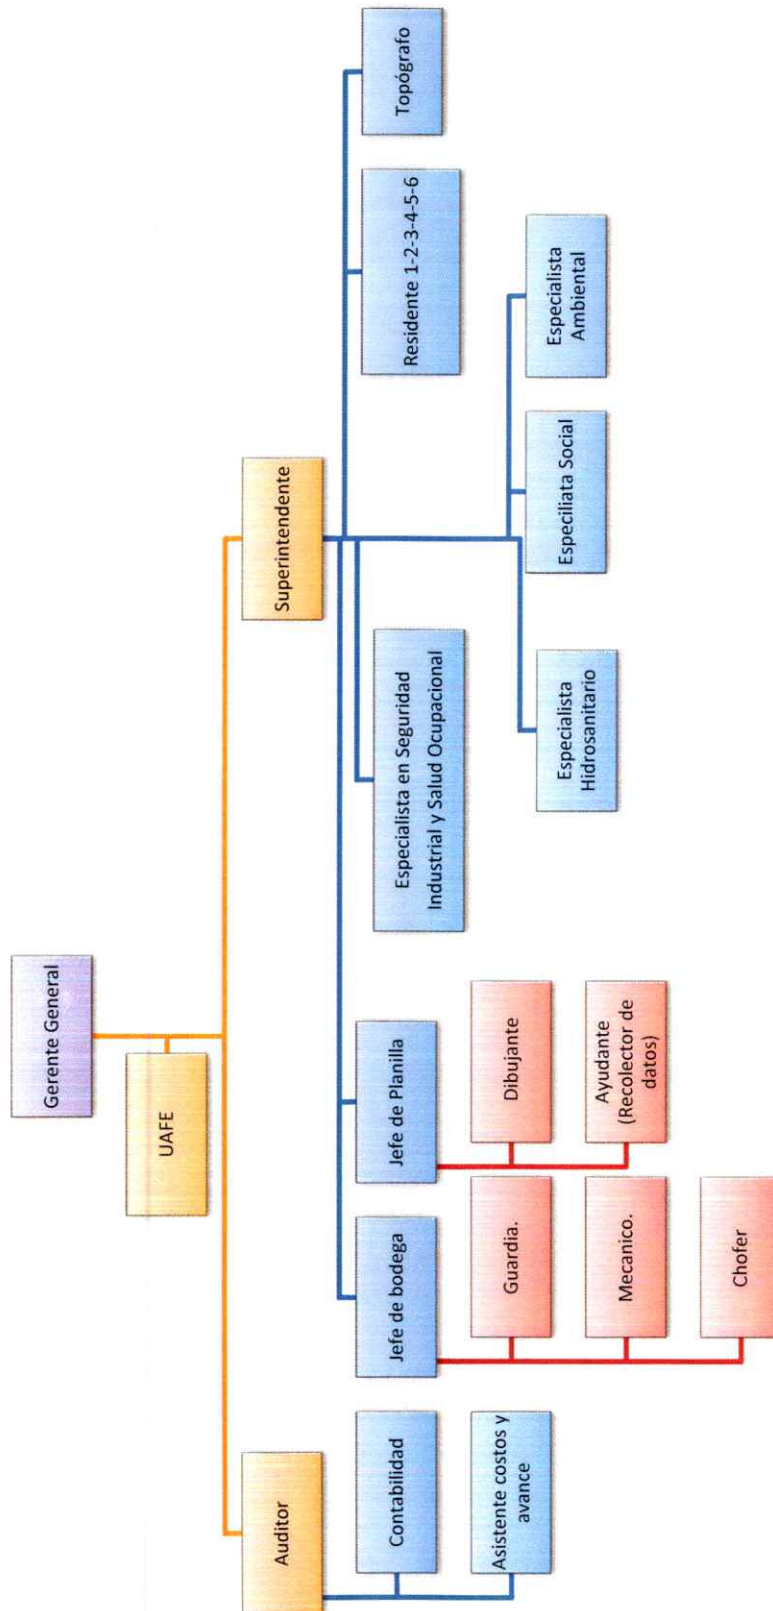 Gerente General
UAFE
Auditor
Superintendente
Contabilidad
Asistente costos y
avance
Jefe de bodega
Guardia.
Mecanico.
Chofer
Jefe de Planilla
Dibujante
Ayudante
(Recolector de
datos)
Especialista en Seguridad
Industrial y Salud Ocupacional
Residente 1-2-3-4-5-6
Topógrafo
Especialista
Hidrosanitario
Especiliata Social
Especialista
Ambiental